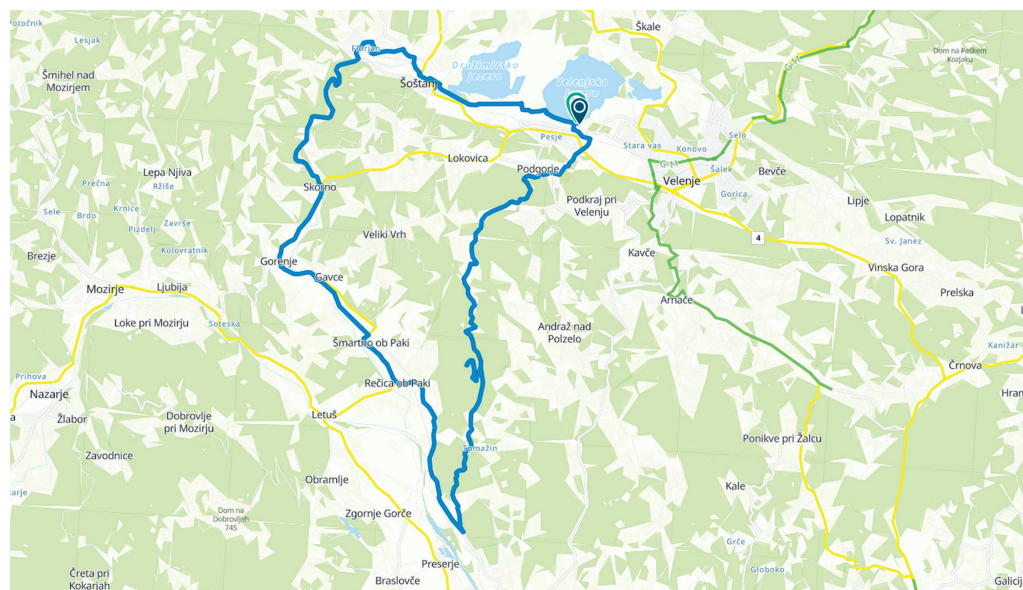 Potočnik
Škale
Lesjak
Florjan
Dom na Paškem
Kozjaku
Šmihel nad
Mozirjem
Šoštanj
Družmirsko
jezero
Velenjsko
jezero
G-11
Pesje
Stara vas
Konovo
Selo
Lokovica
Podgorje
G-11
Šalek
Bevče
Lepa Njiva
Prečna
Ržiše
Skorno
Velenje
Gorica
Lipje
Krnice
Sele
Brdo
Završe
Pizdelj
Podkraj pri
Velenju
Lopatnik
Veliki Vrh
4
Sv. Janez
Kolovratnik
Kavče
Brezje
Gorenje
Vinska Gora
Gavce
Mozirje
Ljubija
Arnače
Prelska
Loke pri Mozirju
Soteska
Andraž nad
Polzelo
Šmartno ob Paki
Kanižar
Črnova
Prihova
Rečica ob Paki
Nazarje
Hran
a
Žlabor
Dobrovlje
pri Mozirju
Letuš
Ponikve pri Žalcu
Zavodnice
Tomažin
Obramlje
Kale
arje
Dom na
Dobrovljah
745
Zgornje Gorče
Grče
Preserje
Globoko
Čreta pri
Kokarjah
Braslovče
Galicij